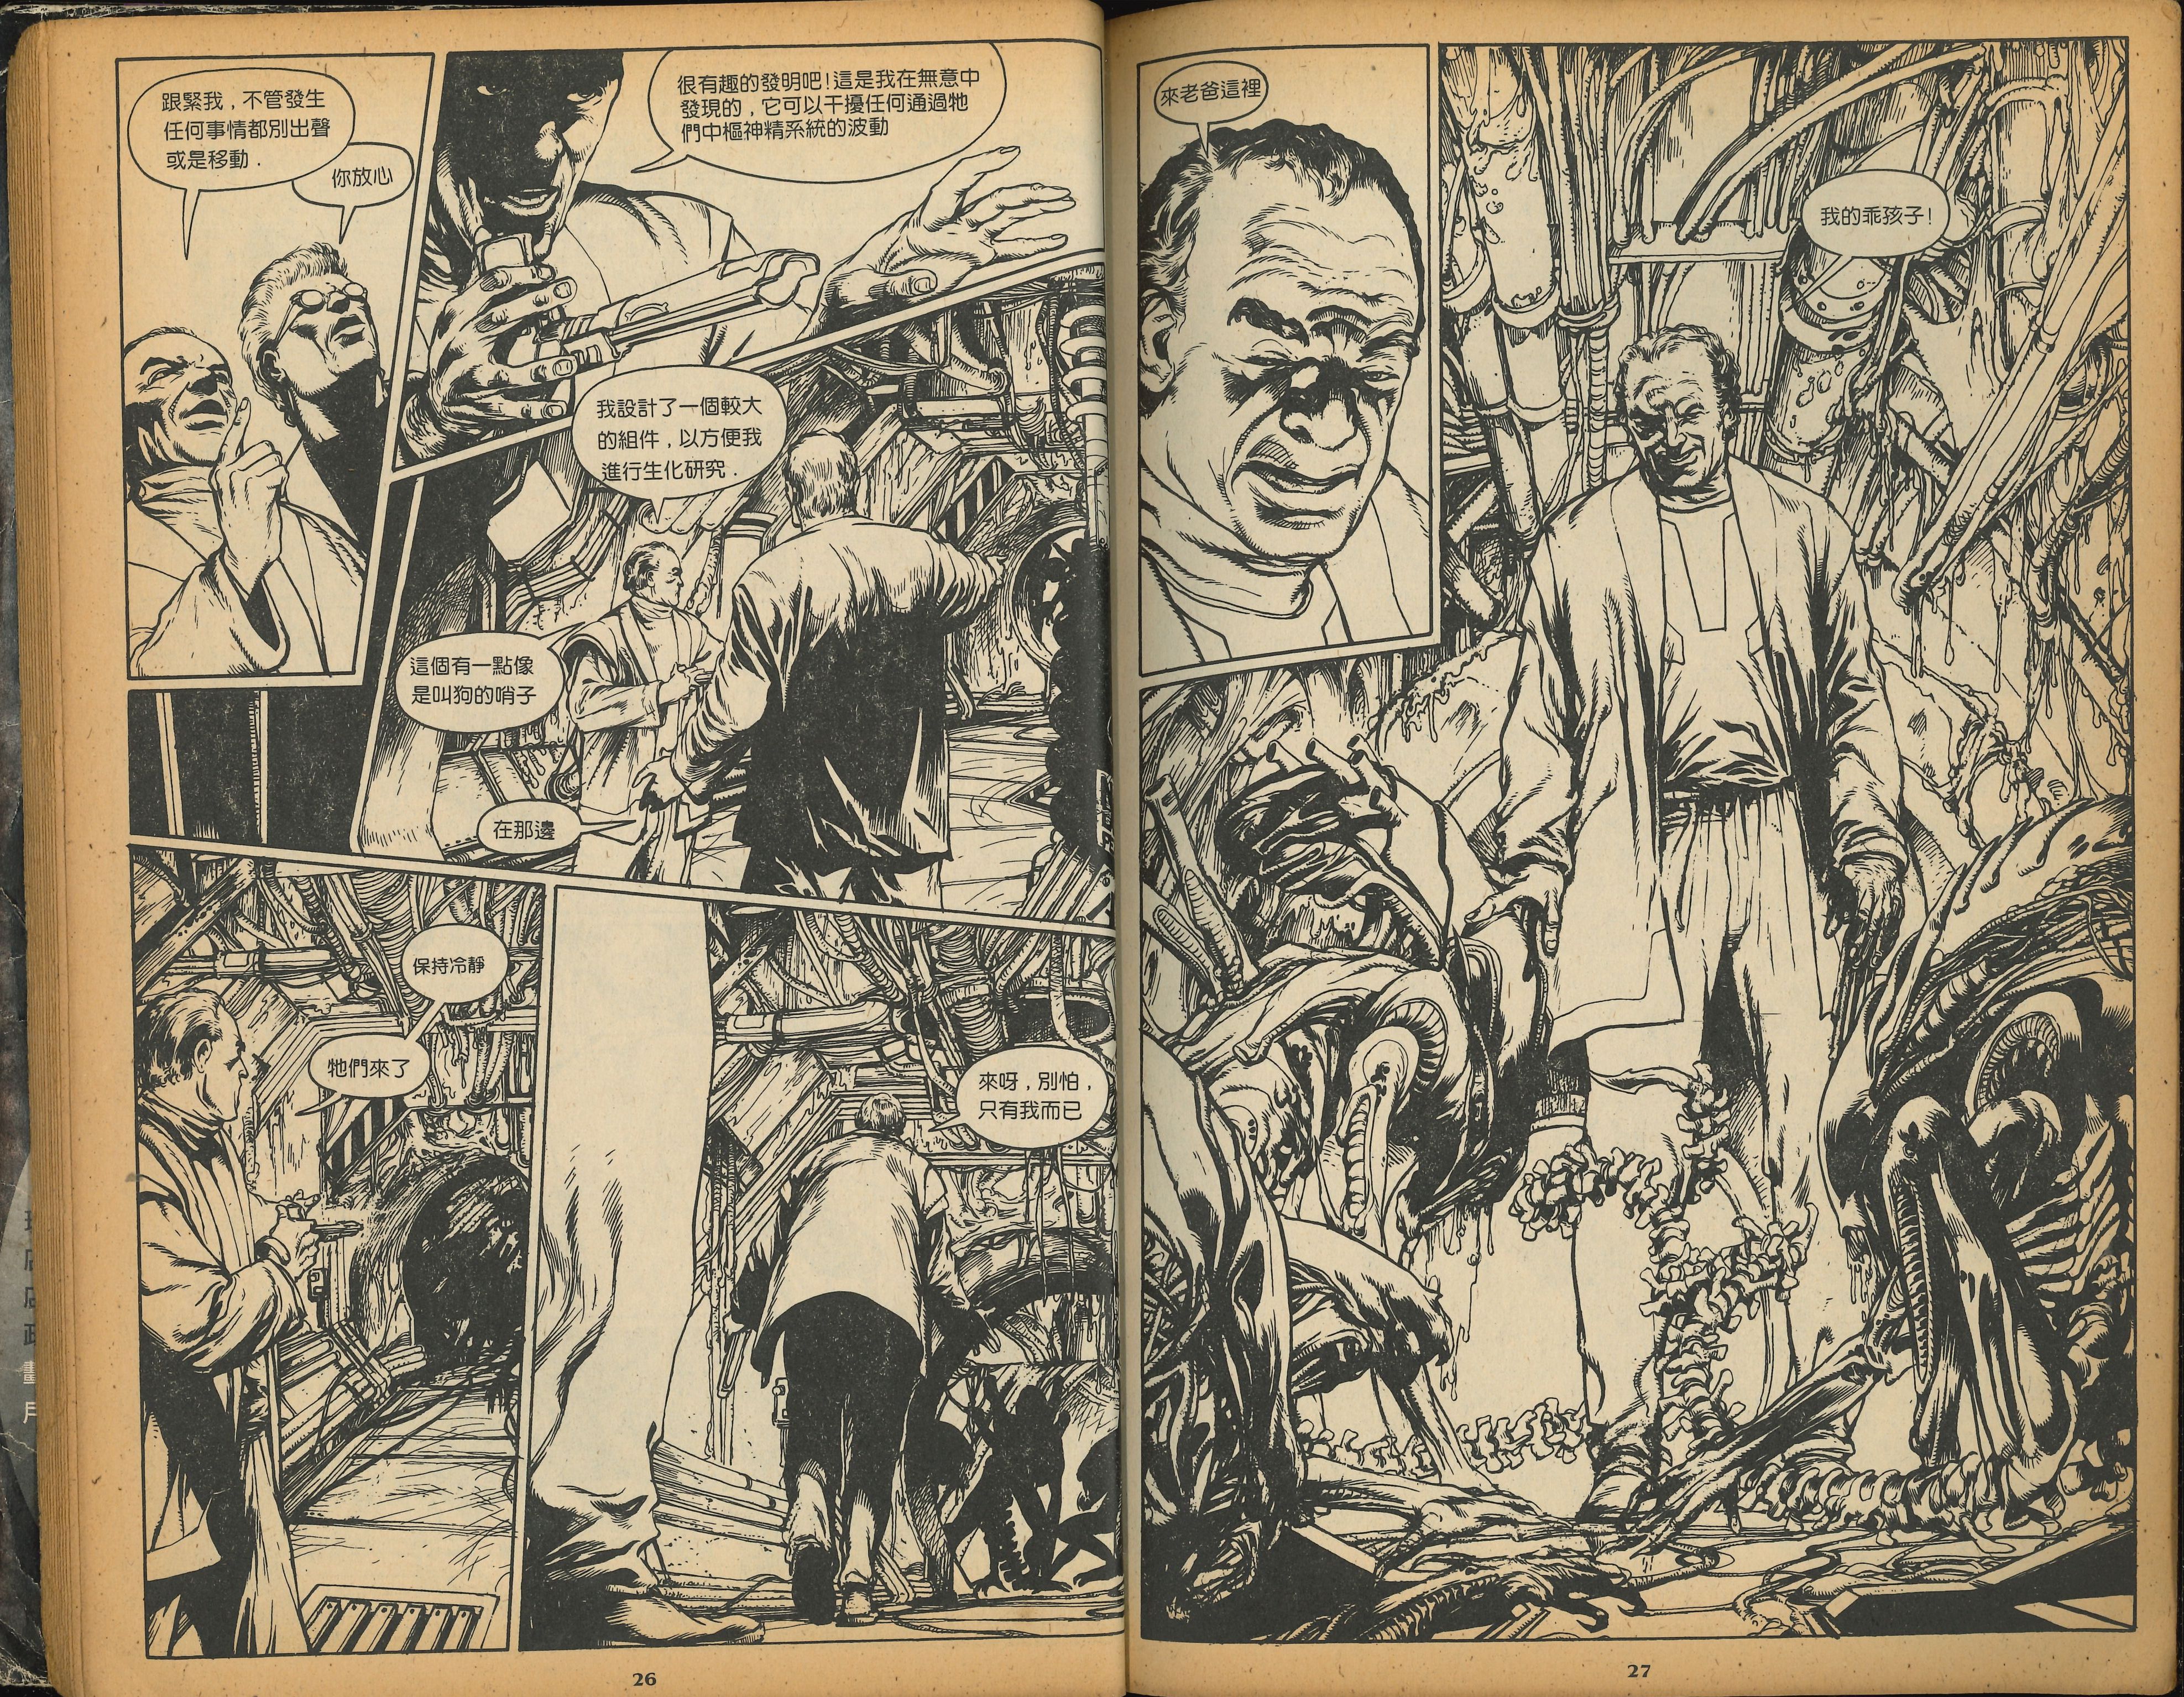 跟緊我，不管發生
任何事情都別出聲
或是移動．
你放心
很有趣的發明吧！這是我在無意中
發現的，它可以干擾任何通過牠
們中樞神精系統的波動
我設計了一個較大
的組件，以方便我
進行生化研究．
這個有一點像
是叫狗的哨子
在那邊
保持冷靜
牠們來了
來呀，別怕，
只有我而已
26
來老爸這裡
我的乖孩子！
27